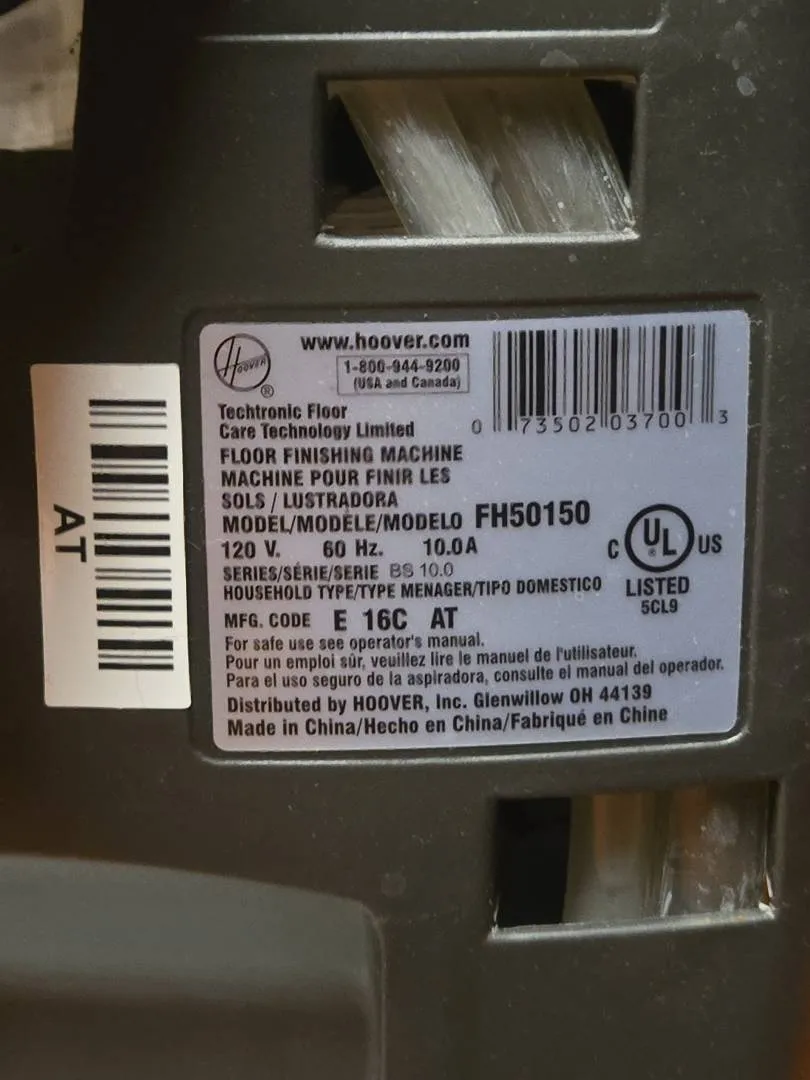 Hoover
®
www.hoover.com
1-800-944-9200
(USA and Canada)
0 73502 03700 3
Techtronic Floor
Care Technology Limited
FLOOR FINISHING MACHINE
MACHINE POUR FINIR LES
SOLS / LUSTRADORA
MODEL/MODÈLE/MODELO FH50150
120 V. 60 Hz. 10.0A
SERIES/SÉRIE/SERIE BS 10.0
HOUSEHOLD TYPE/TYPE MENAGER/TIPO DOMESTICO
C UL ® US
LISTED
5CL9
MFG. CODE E 16C AT
For safe use see operator's manual.
Pour un emploi sûr, veuillez lire le manuel de l'utilisateur.
Para el uso seguro de la aspiradora, consulte el manual del operador.
Distributed by HOOVER, Inc. Glenwillow OH 44139
Made in China/Hecho en China/Fabriqué en Chine
AT